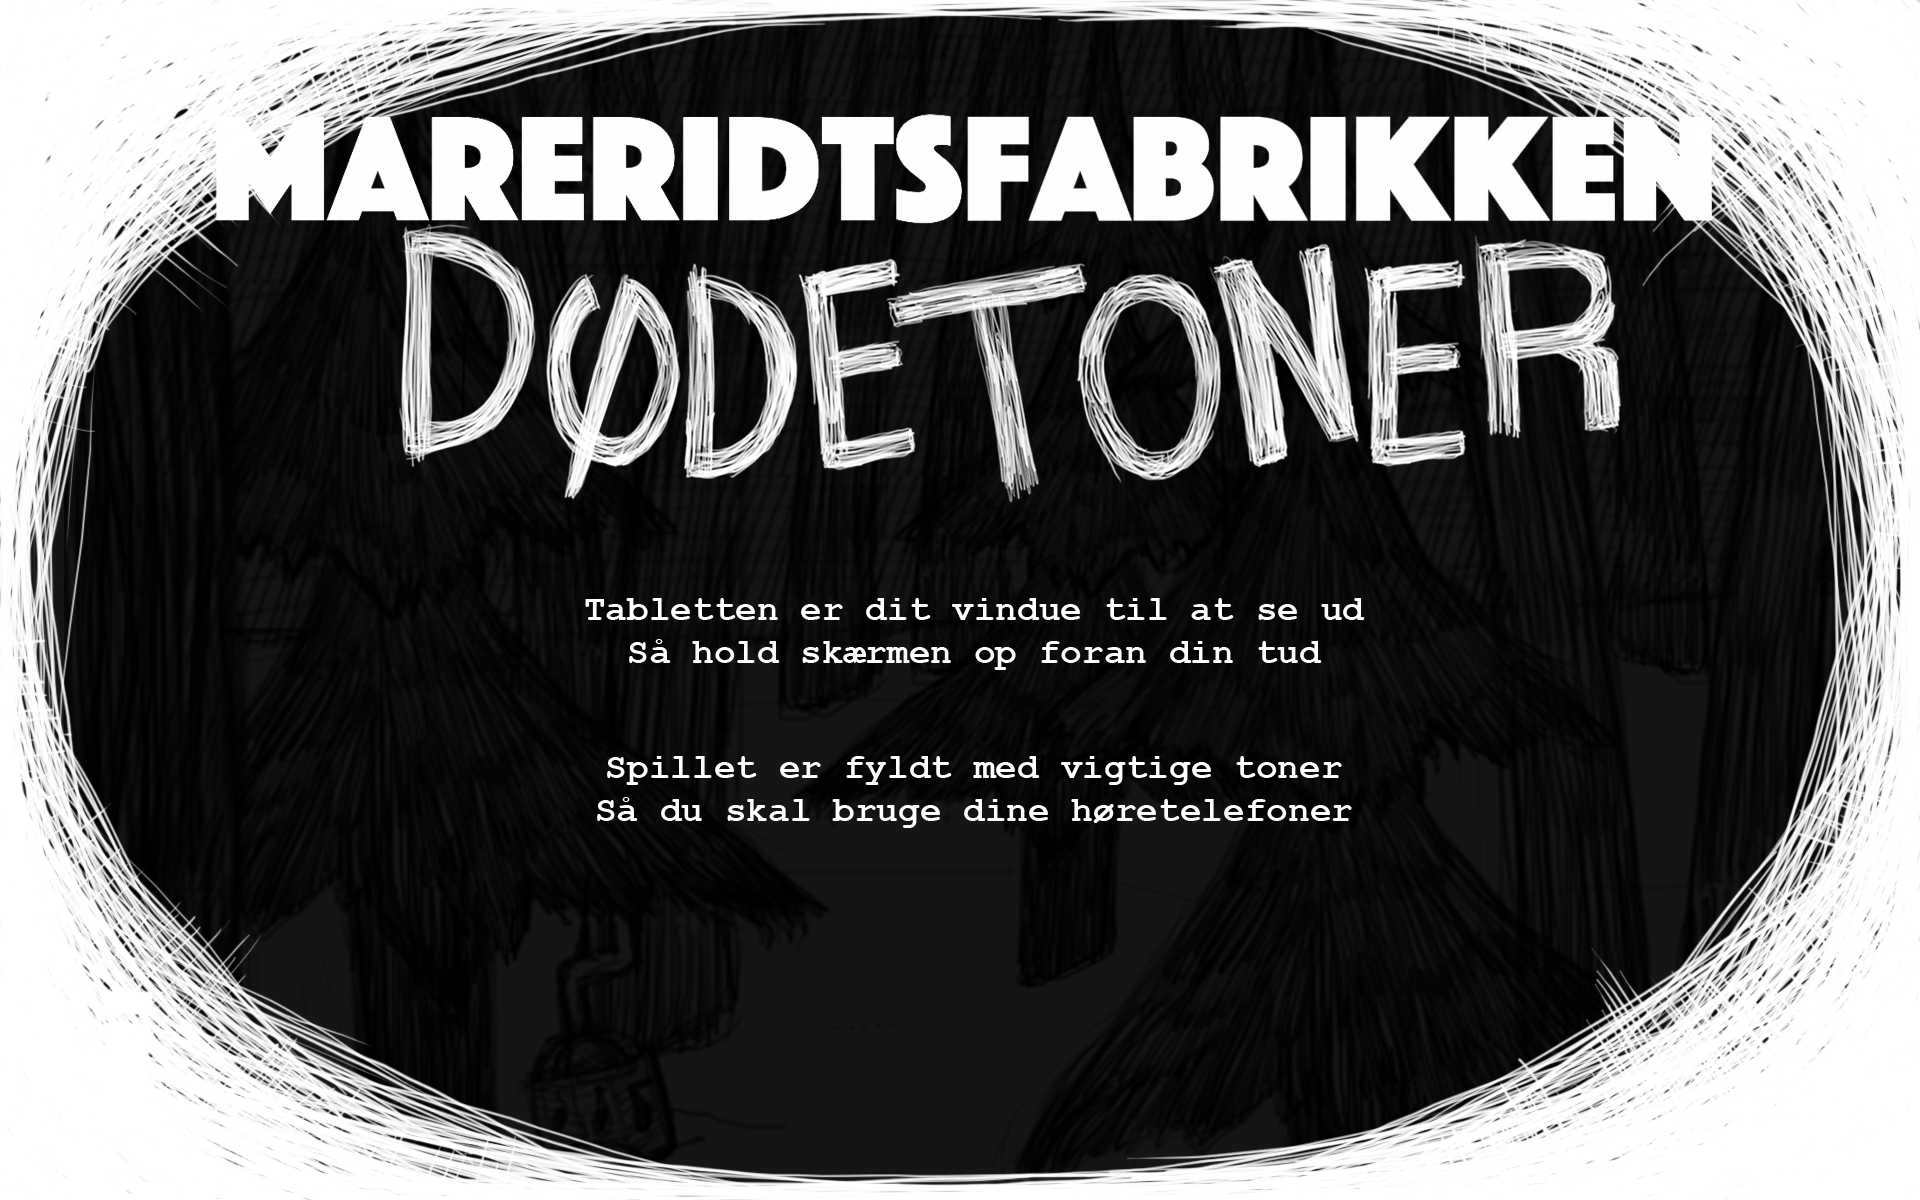 MARERIDTSFABRIKKEN
DØDETONER
Tabletten er dit vindue til at se ud
Så hold skærmen op foran din tud
Spillet er fyldt med vigtige toner
Så du skal bruge dine høretelefoner